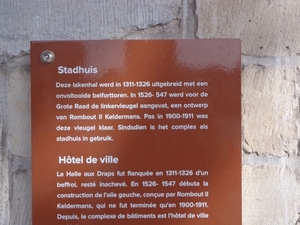 Stadhuis
Deze lakenhal werd in 1311-1326 uitgebreid met een
onvoltooide belforttoren. In 1526- 547 werd voor de
Grote Raad de linkervleugel aangevat, een ontwerp
van Rombout II Keldermans. Pas in 1900-1911 was
deze vleugel klaar. Sindsdien is het complex als
stadhuis in gebruik.
Hôtel de ville
La Halle aux Draps fut flanquée en 1311-1326 d'un
beffroi, resté inachevé. En 1526- 1547 débuta la
construction de l'aile gauche, conçue par Rombout II
Keldermans, qui ne fut terminée qu'en 1900-1911.
Depuis, le complexe de bâtiments est l'hôtel de ville